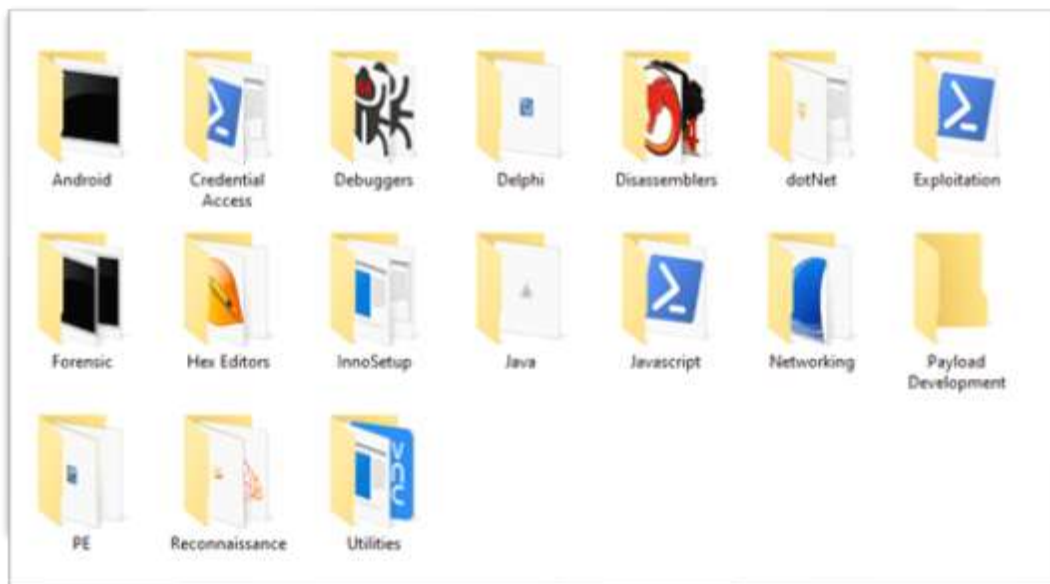 Android
Credential
Access
Debuggers
Delphi
Disassemblers
dotNet
Exploitation
Forensic
Hex Editors
InnoSetup
Java
Javascript
Networking
Payload
Development
PE
Reconnaissance
Utilities